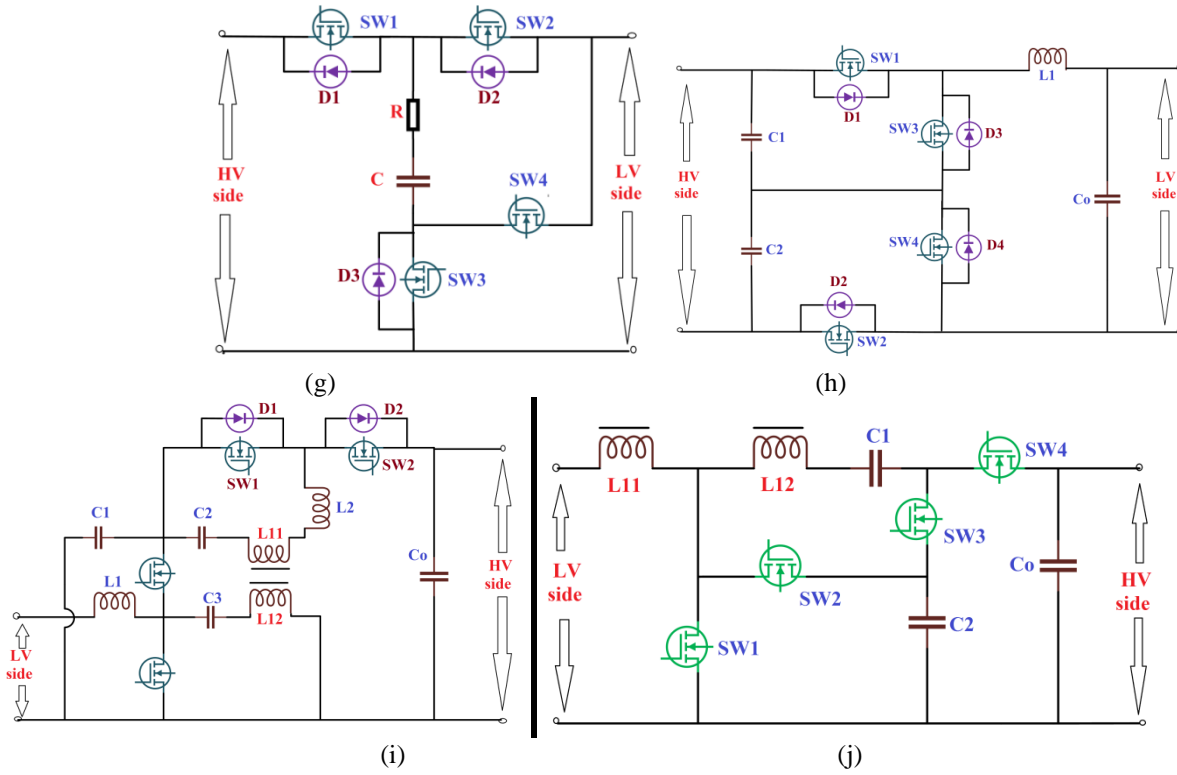 SW1
SW2
D1
D2
R
HV
side
C
SW4
LV
side
D3
SW3
(g)
SW1
L1
D1
SW3
D3
C1
HV
side
LV
side
Co
SW4
D4
C2
D2
SW2
(h)
D1
D2
SW1
SW2
L2
C1
C2
L11
Co
HV
side
L1
C3
L12
LV
side
(i)
C1
SW4
L11
L12
SW3
LV
side
SW2
Co
HV
side
C2
SW1
(j)